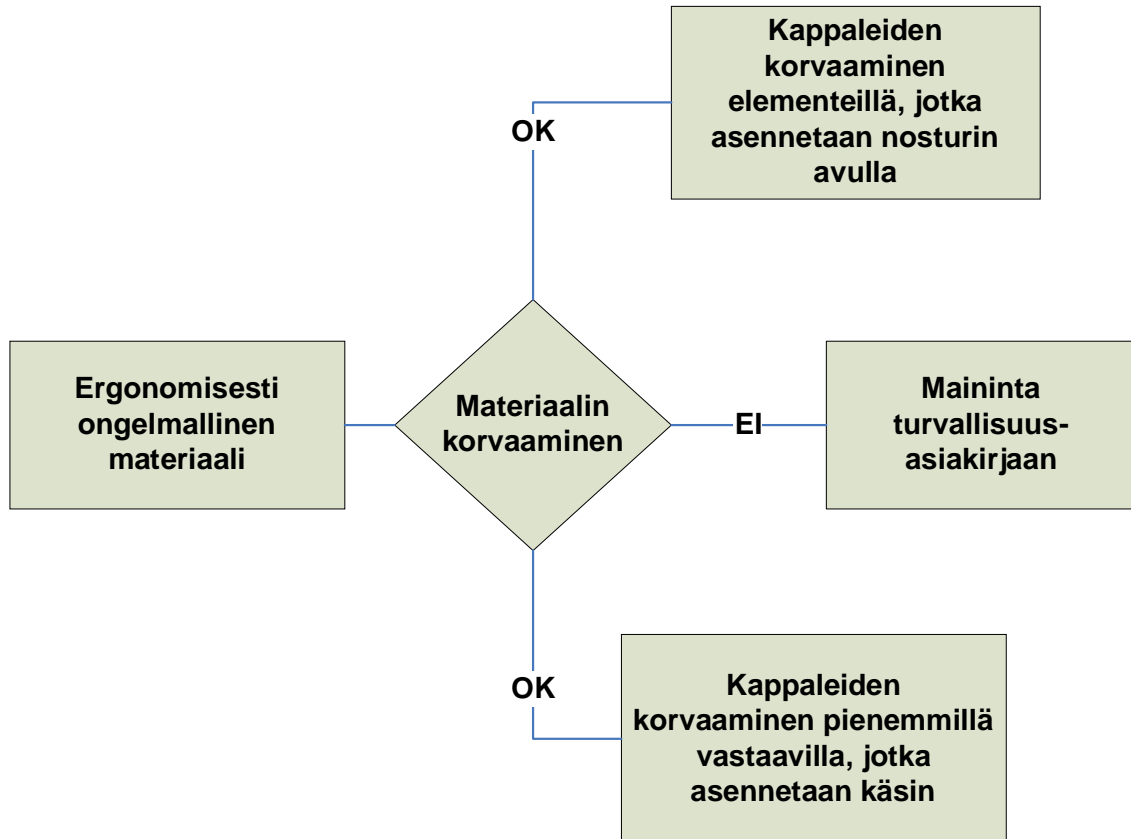 Kappaleiden
korvaaminen
elementeillä, jotka
asennetaan nosturin
avulla
OK
Ergonomisesti
ongelmallinen
materiaali
Materiaalin
korvaaminen
EI
Maininta
turvallisuus-
asiakirjaan
OK
Kappaleiden
korvaaminen pienemmillä
vastaavilla, jotka
asennetaan käsin